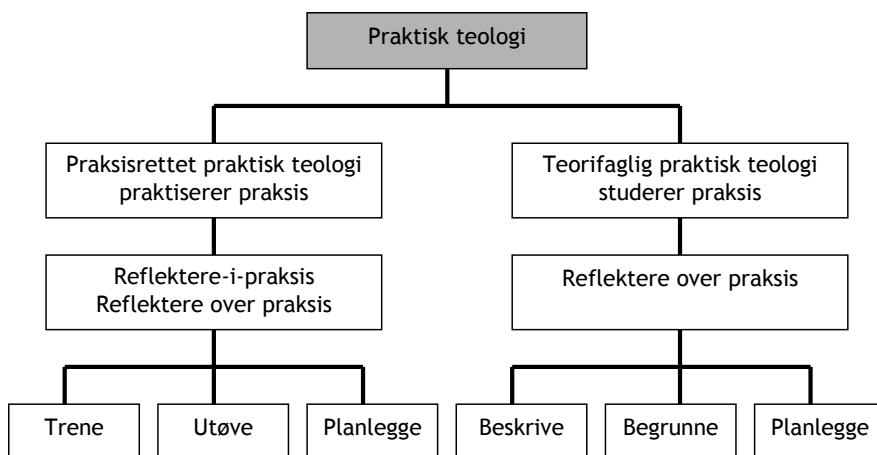 Praktisk teologi
Praksisrettet praktisk teologi
praktiserer praksis
Teorifaglig praktisk teologi
studerer praksis
Reflektere-i-praksis
Reflektere over praksis
Reflektere over praksis
Trene
Utøve
Planlegge
Beskrive
Begrunne
Planlegge